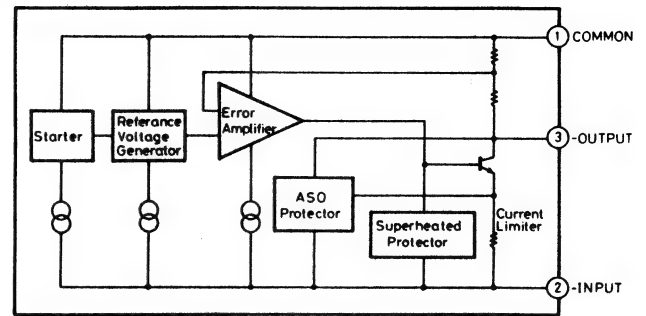 1 COMMON
Error
Amplifier
Referance
Voltage
Generator
Starter
3 -OUTPUT
ASO
Protector
Current
Limiter
Superheated
Protector
2 -INPUT